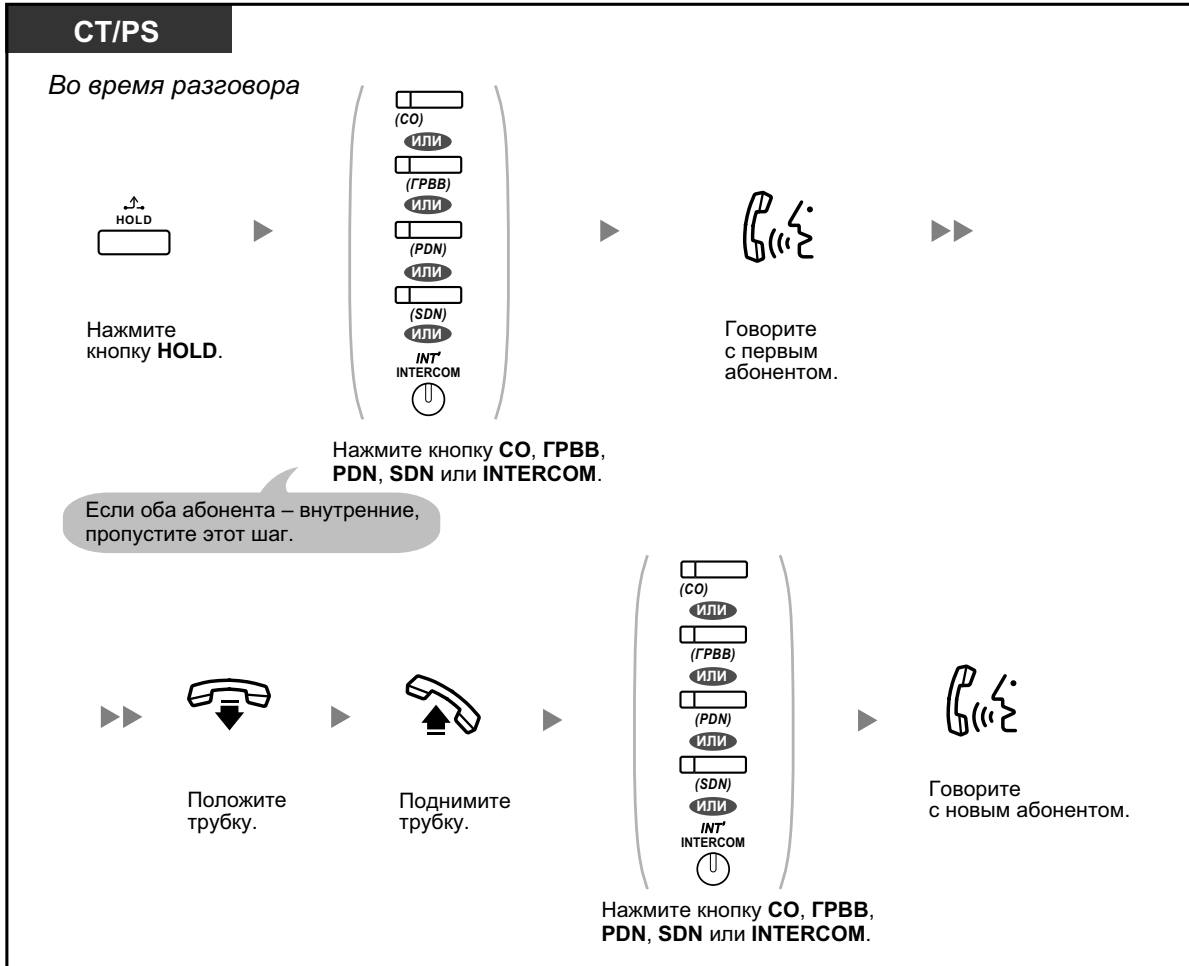 CT/PS
Во время разговора
HOLD
Нажмите
кнопку HOLD.
(CO)
ИЛИ
(ГРВВ)
ИЛИ
(PDN)
ИЛИ
(SDN)
ИЛИ
INT'
INTERCOM
Нажмите кнопку CO, ГРВВ,
PDN, SDN или INTERCOM.
Если оба абонента – внутренние,
пропустите этот шаг.
Говорите
с первым
абонентом.
Положите
трубку.
Поднимите
трубку.
(CO)
ИЛИ
(ГРВВ)
ИЛИ
(PDN)
ИЛИ
(SDN)
ИЛИ
INT'
INTERCOM
Нажмите кнопку CO, ГРВВ,
PDN, SDN или INTERCOM.
Говорите
с новым абонентом.